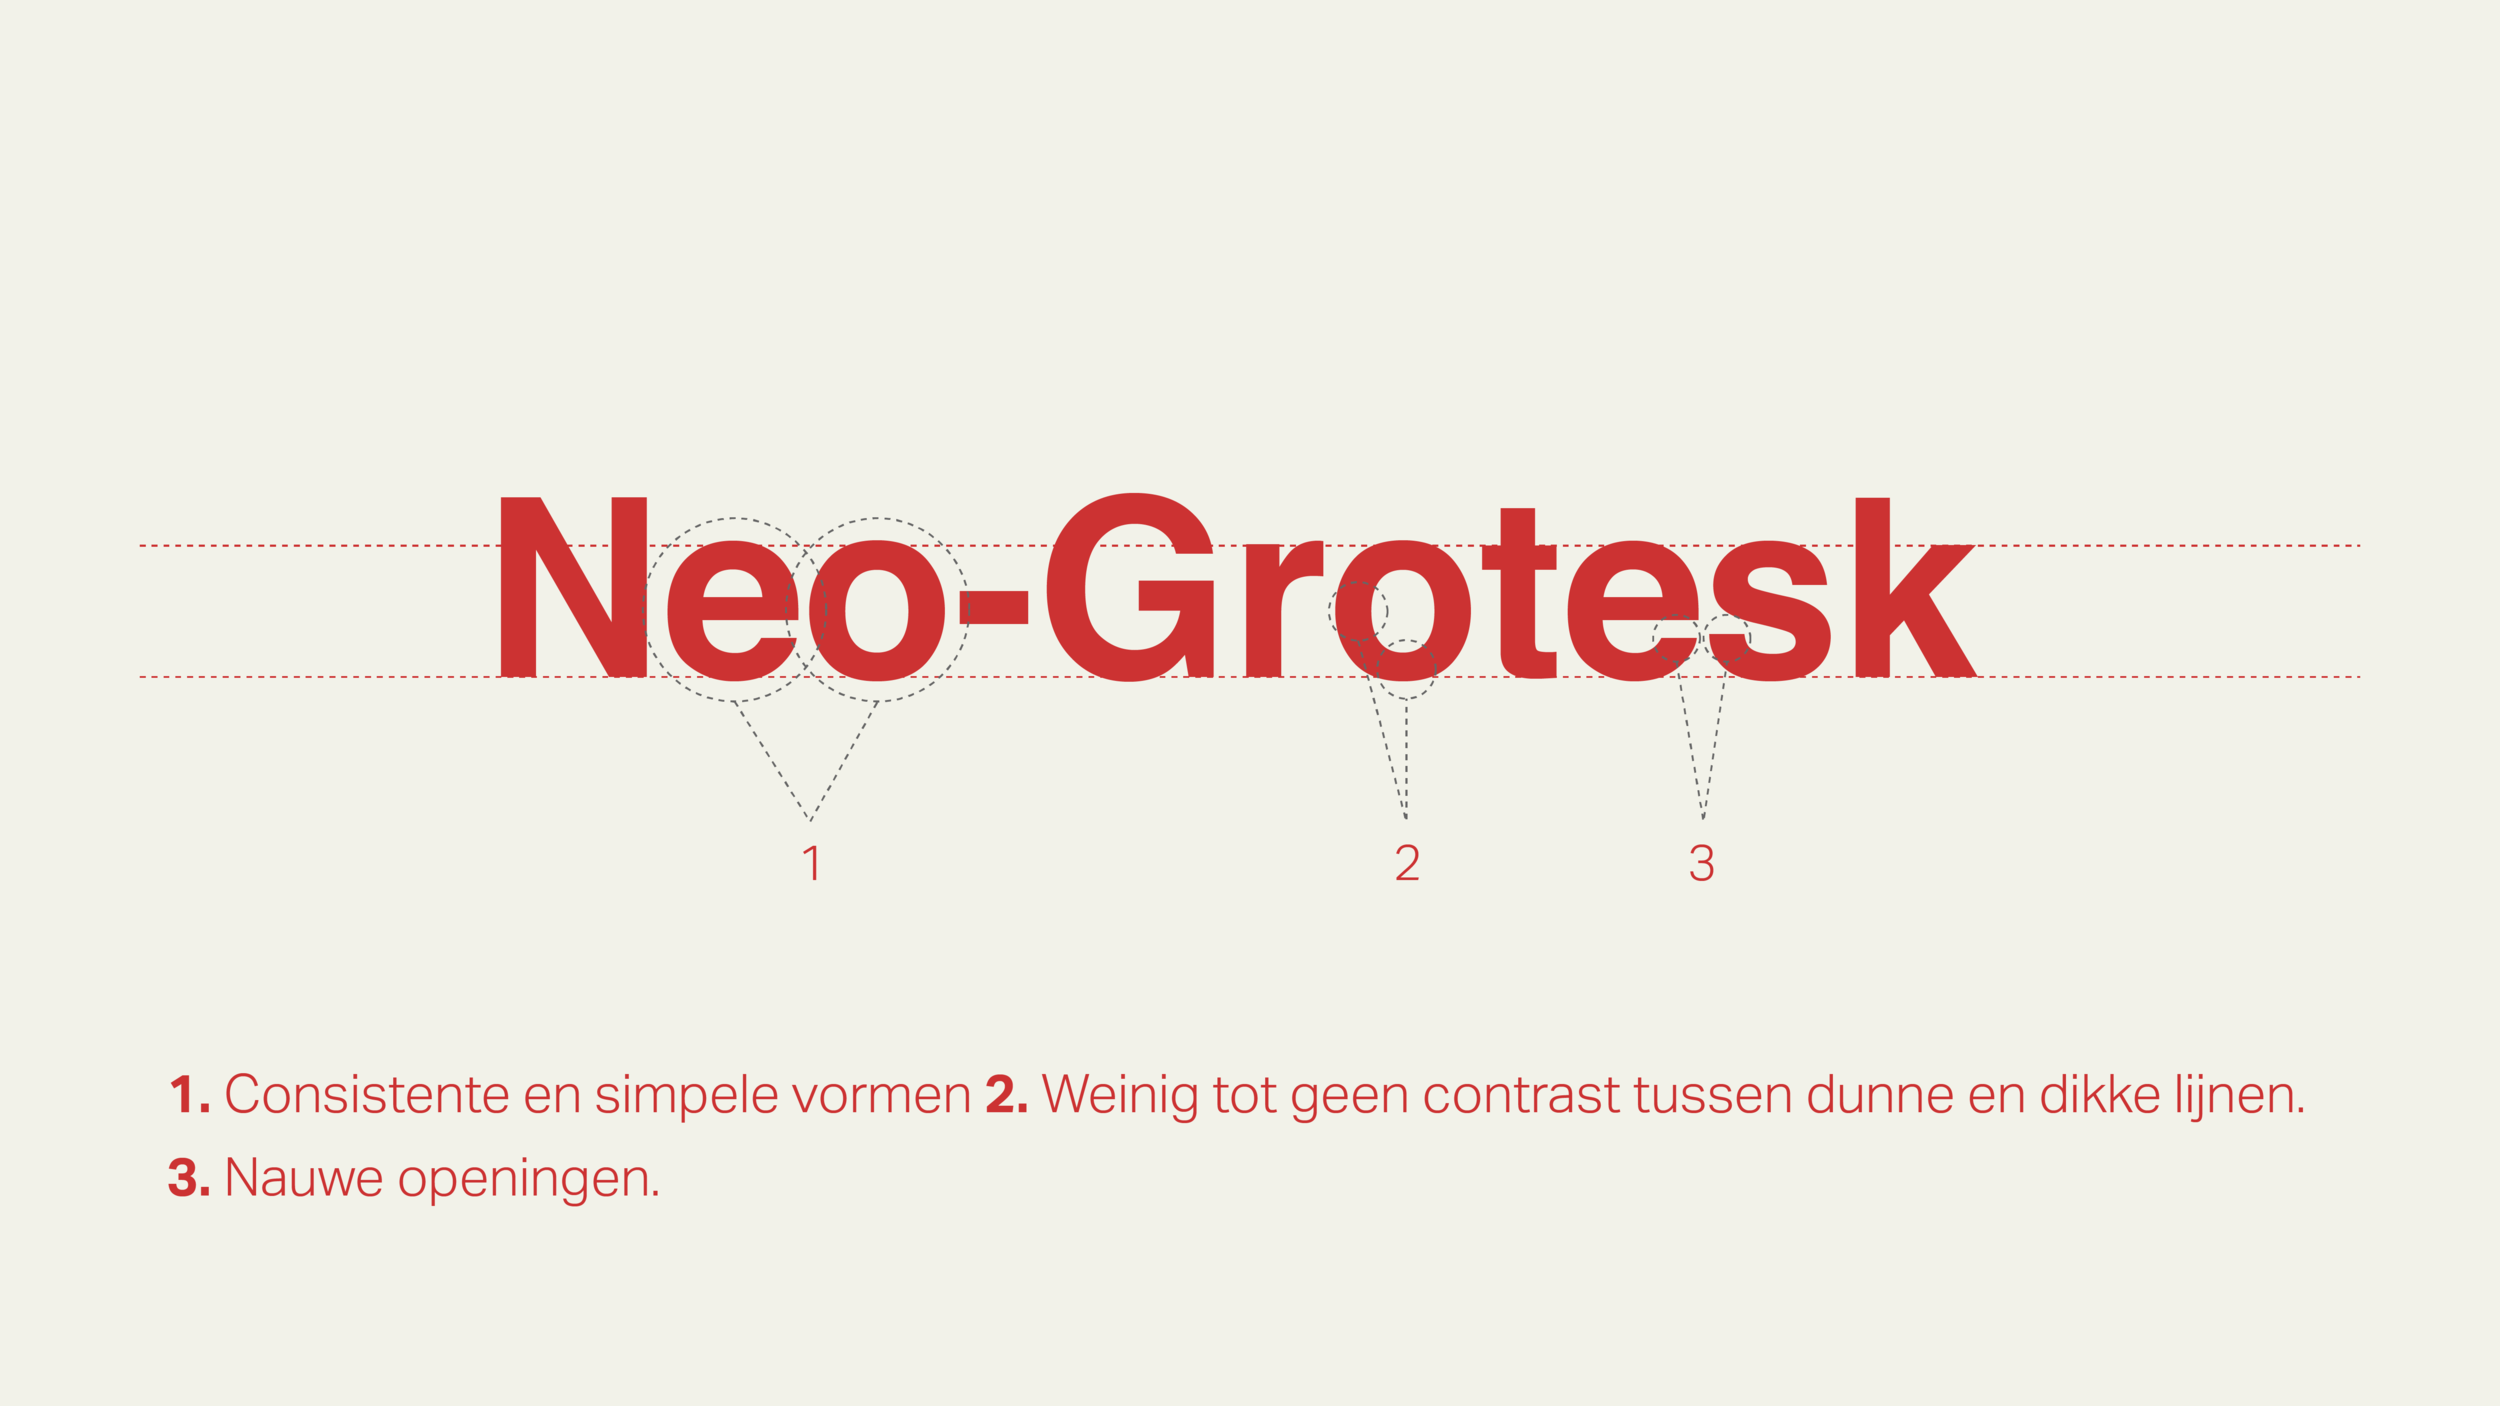 Neo-Grotesk
1 2 3
1. Consistente en simpele vormen 2. Weinig tot geen contrast tussen dunne en dikke lijnen.
3. Nauwe openingen.